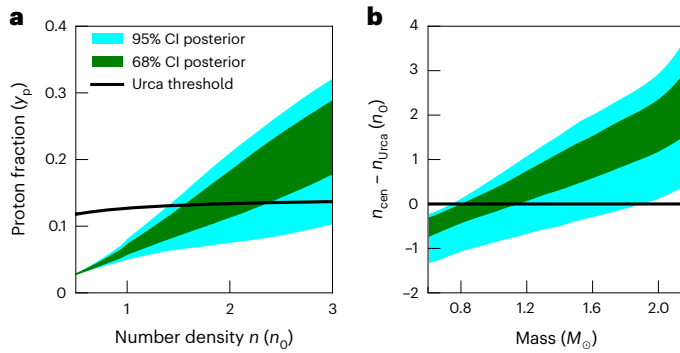 a
0.4
0.3
0.2
0.1
0
1
2
3
Proton fraction (yp)
Number density n (n0)
95% CI posterior
68% CI posterior
Urca threshold
b
4
3
2
1
0
−1
−2
0.8
1.2
1.6
2.0
ncen − nUrca (n0)
Mass (M⊙)